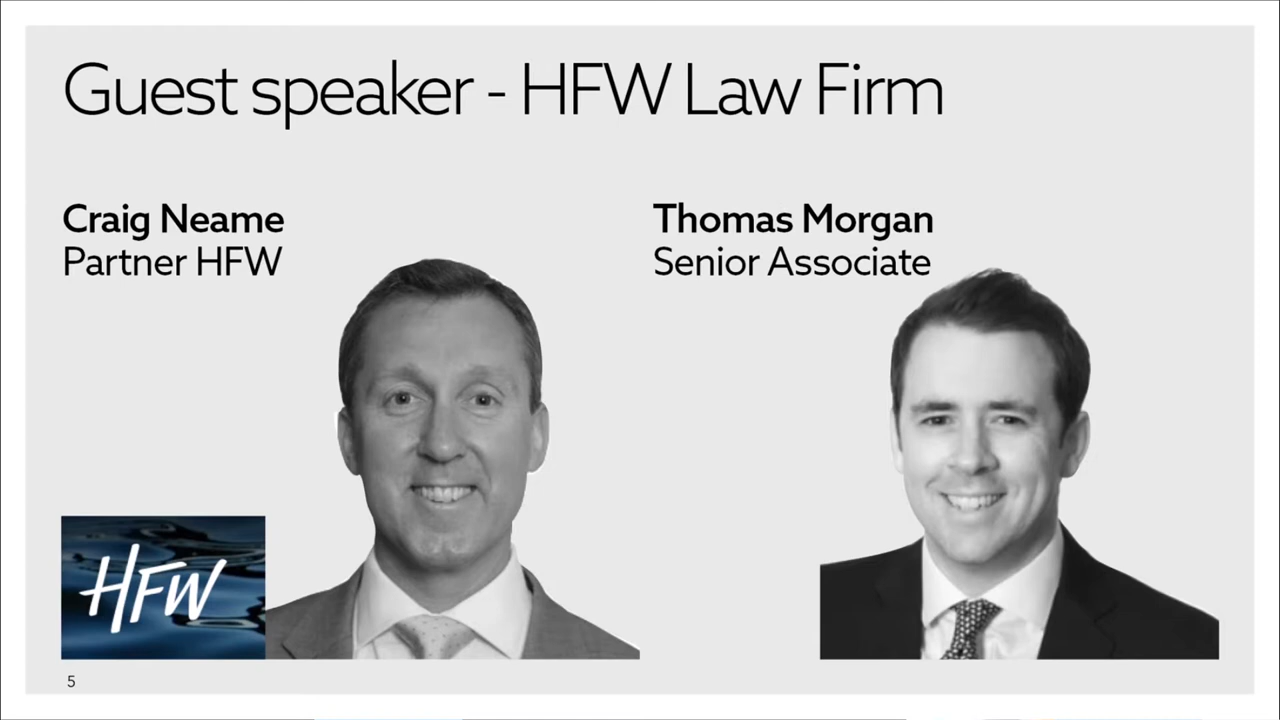 Guest speaker - HFW Law Firm
Craig Neame
Partner HFW
Thomas Morgan
Senior Associate
HFW
5